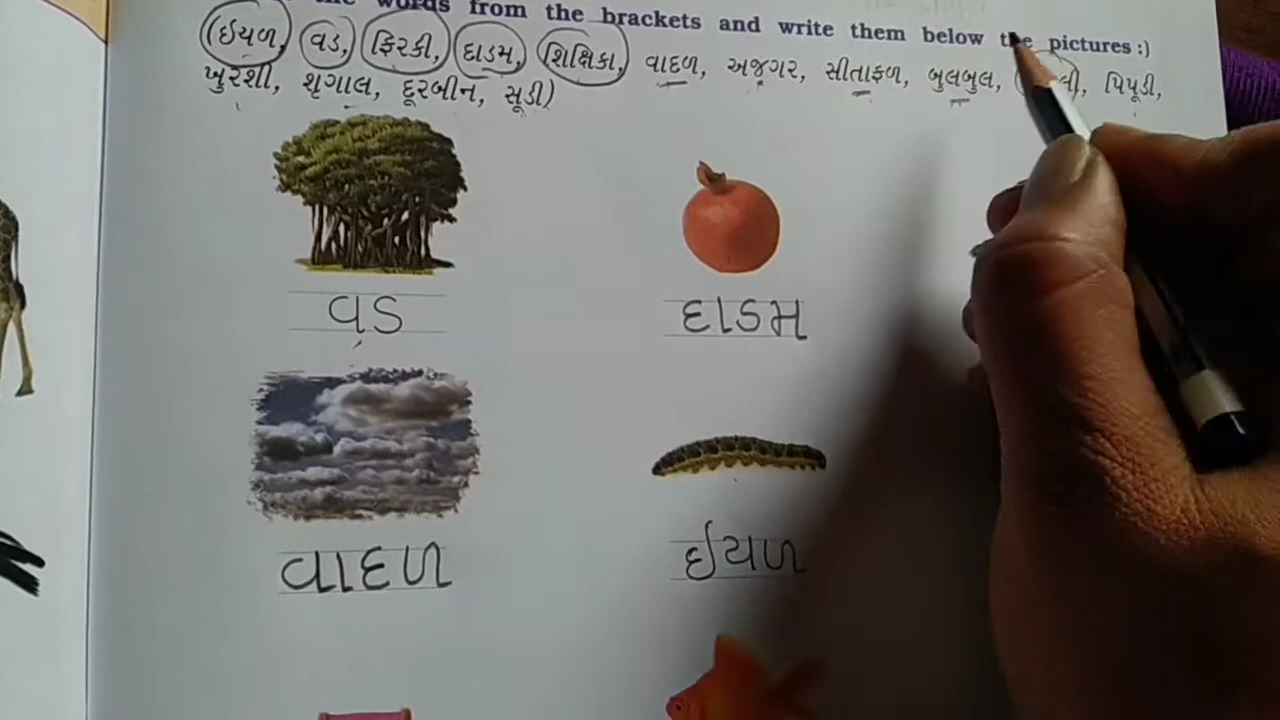 words from the brackets and write them below the pictures :)
(ઈયળ, વડ, ફિરકી, દાડમ, શિક્ષિકા, વાદળ, અજગર, સીતાફળ, બુલબુલ, પિપૂડી,
ખુરશી, શૃગાલ, દૂરબીન, સૂડી)
વડ દાડમ
વાદળ ઈયળ